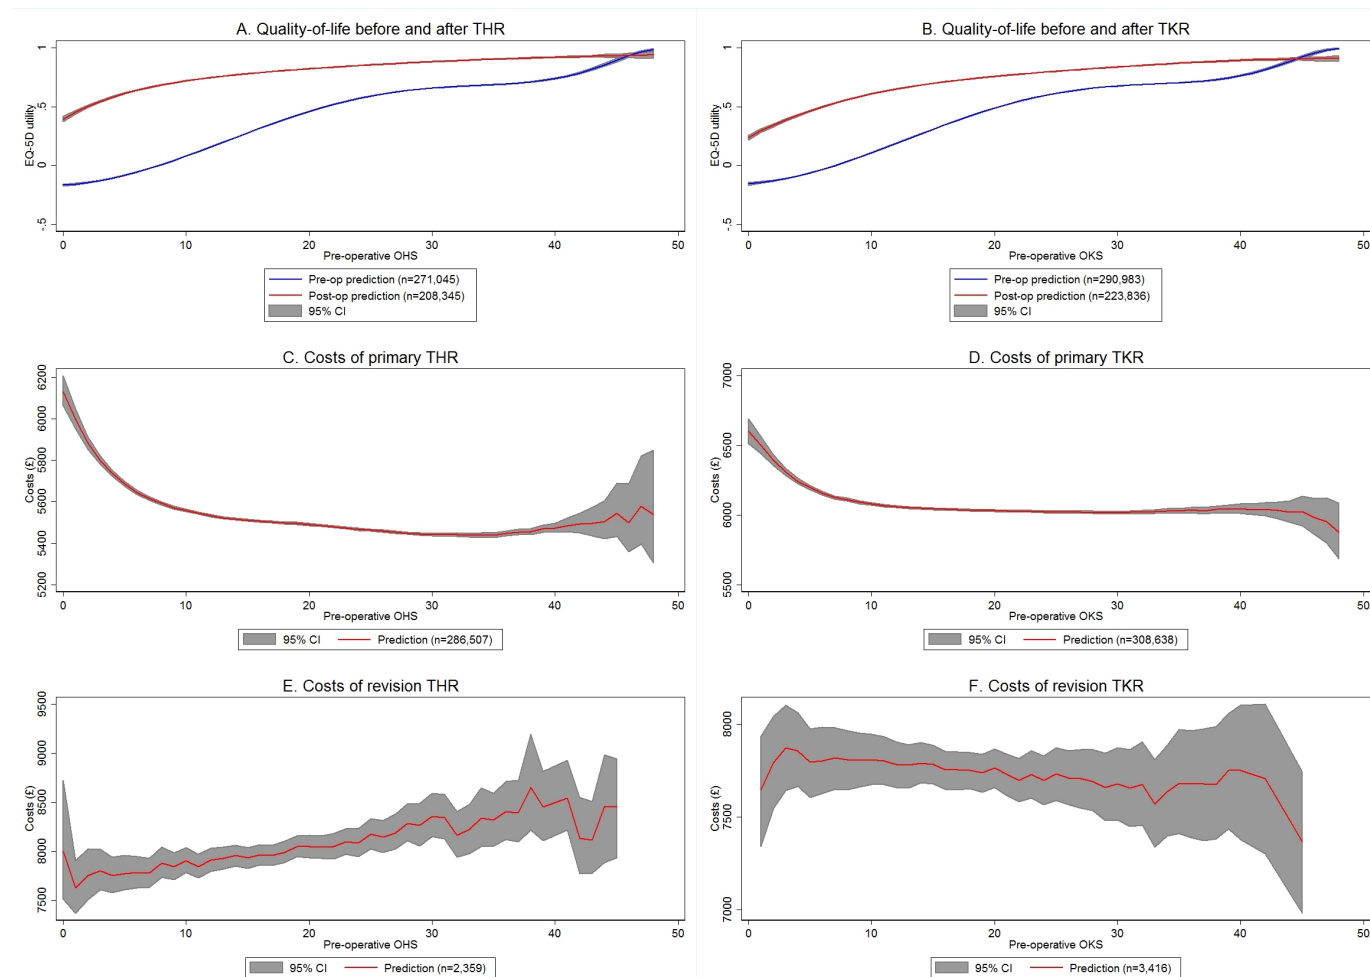 A. Quality-of-life before and after THR
EQ-5D utility
1
.5
0
-.5
0 10 20 30 40 50
Pre-operative OHS
Pre-op prediction (n=271,045)
Post-op prediction (n=208,345)
95% CI
B. Quality-of-life before and after TKR
EQ-5D utility
1
.5
0
-.5
0 10 20 30 40 50
Pre-operative OKS
Pre-op prediction (n=290,983)
Post-op prediction (n=223,836)
95% CI
C. Costs of primary THR
Costs (£)
6200
6000
5800
5600
5400
5200
0 10 20 30 40 50
Pre-operative OHS
95% CI Prediction (n=286,507)
D. Costs of primary TKR
Costs (£)
7000
6500
6000
5500
0 10 20 30 40 50
Pre-operative OKS
95% CI Prediction (n=308,638)
E. Costs of revision THR
Costs (£)
9500
9000
8500
8000
7500
0 10 20 30 40 50
Pre-operative OHS
95% CI Prediction (n=2,359)
F. Costs of revision TKR
Costs (£)
8000
7500
7000
0 10 20 30 40 50
Pre-operative OKS
95% CI Prediction (n=3,416)